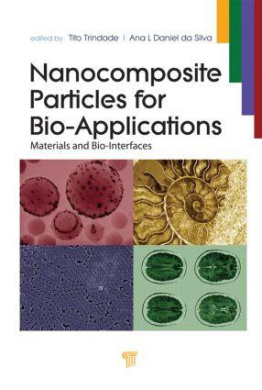 edited by Tito Trindade | Ana L Daniel da Silva
Nanocomposite
Particles for
Bio-Applications
Materials and Bio-Interfaces